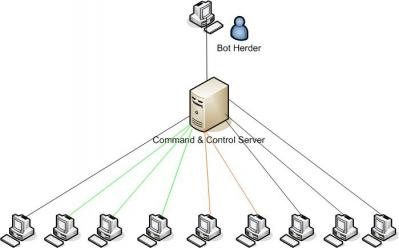 Bot Herder
Command & Control Server